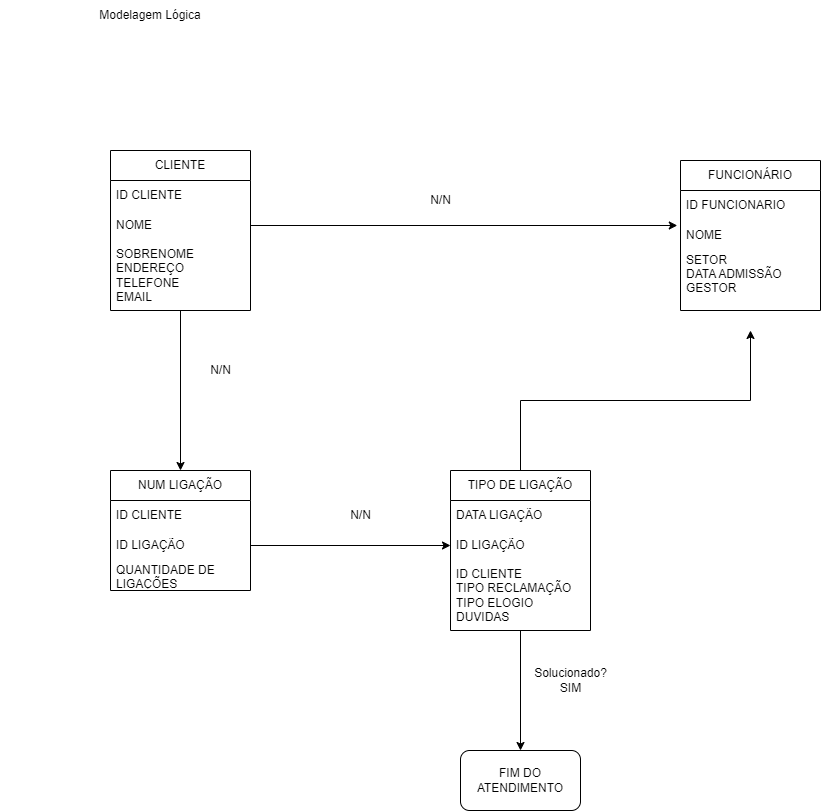 Modelagem Lógica
CLIENTE
ID CLIENTE
NOME
SOBRENOME
ENDEREÇO
TELEFONE
EMAIL
N/N
FUNCIONÁRIO
ID FUNCIONARIO
NOME
SETOR
DATA ADMISSÃO
GESTOR
N/N
NUM LIGAÇÃO
ID CLIENTE
ID LIGAÇÃO
QUANTIDADE DE
LIGACÕES
N/N
TIPO DE LIGAÇÃO
DATA LIGAÇÃO
ID LIGAÇÃO
ID CLIENTE
TIPO RECLAMAÇÃO
TIPO ELOGIO
DUVIDAS
Solucionado?
SIM
FIM DO
ATENDIMENTO